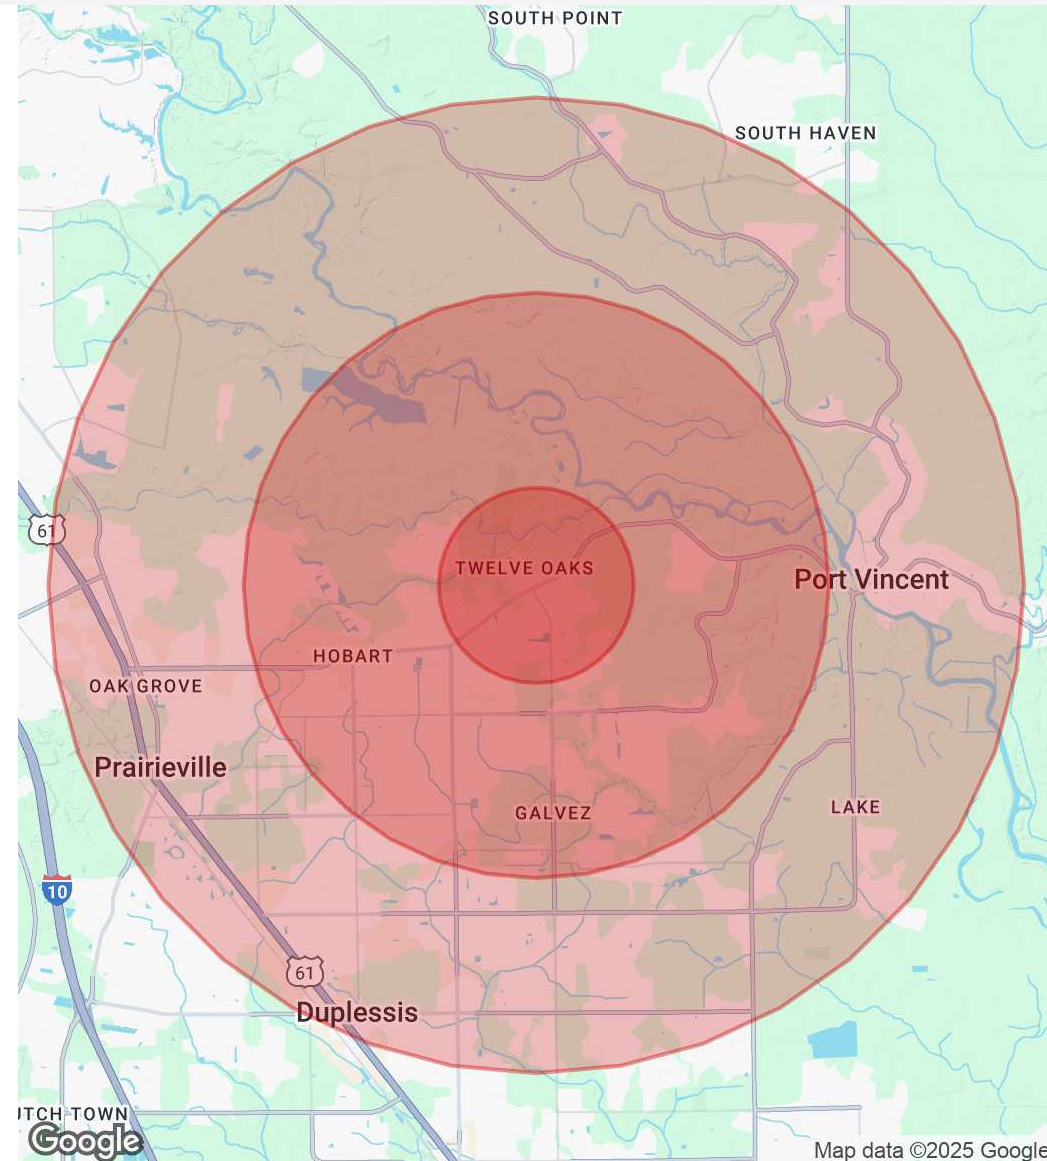 SOUTH POINT
SOUTH HAVEN
61
TWELVE OAKS
Port Vincent
HOBART
OAK GROVE
Prairieville
GALVEZ
LAKE
10
61
Duplessis
UTCH TOWN
Google
Map data ©2025 Google